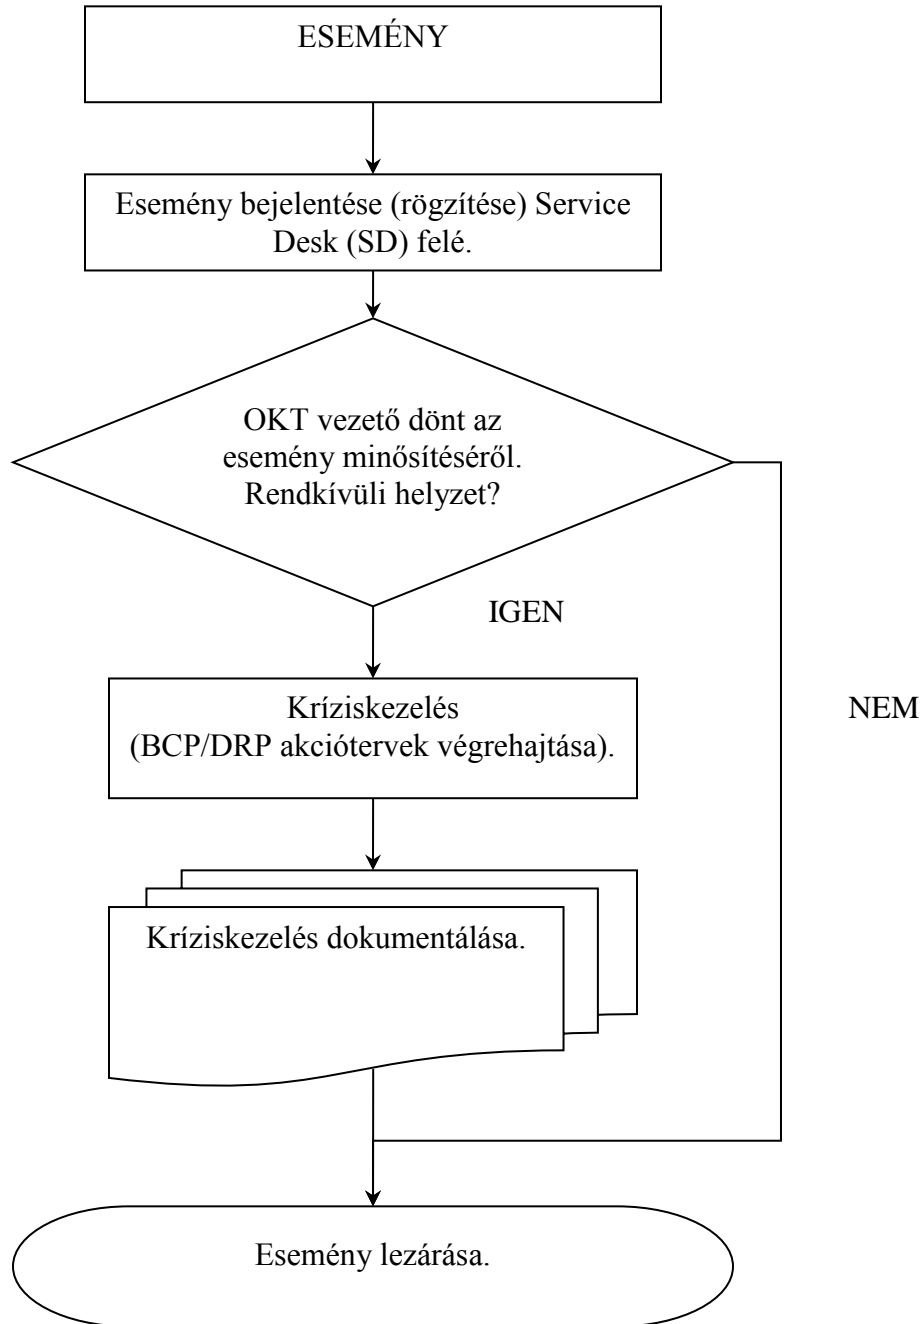 ESEMÉNY
Esemény bejelentése (rögzítése) Service
Desk (SD) felé.
OKT vezető dönt az
esemény minősítéséről.
Rendkívüli helyzet?
IGEN
Kríziskezelés
(BCP/DRP akciótervek végrehajtása).
NEM
Kríziskezelés dokumentálása.
Esemény lezárása.